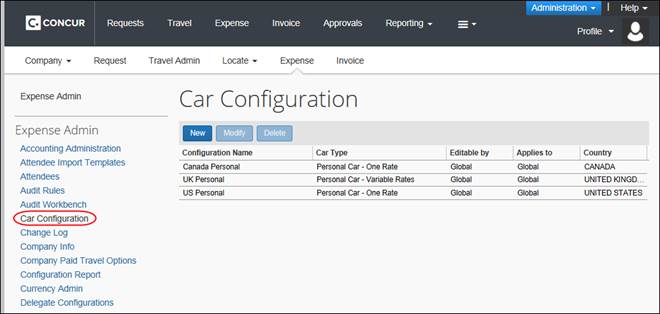 Administration | Help
CONCUR Requests Travel Expense Invoice Approvals Reporting
Profile
Company Request Travel Admin Locate Expense Invoice
Expense Admin
Car Configuration
Expense Admin
Accounting Administration
Attendee Import Templates
Attendees
Audit Rules
Audit Workbench
Car Configuration
Change Log
Company Info
Company Paid Travel Options
Configuration Report
Currency Admin
Delegate Configurations
New Modify Delete
Configuration Name Car Type Editable by Applies to Country
Canada Personal Personal Car - One Rate Global Global CANADA
UK Personal Personal Car - Variable Rates Global Global UNITED KINGD...
US Personal Personal Car - One Rate Global Global UNITED STATES